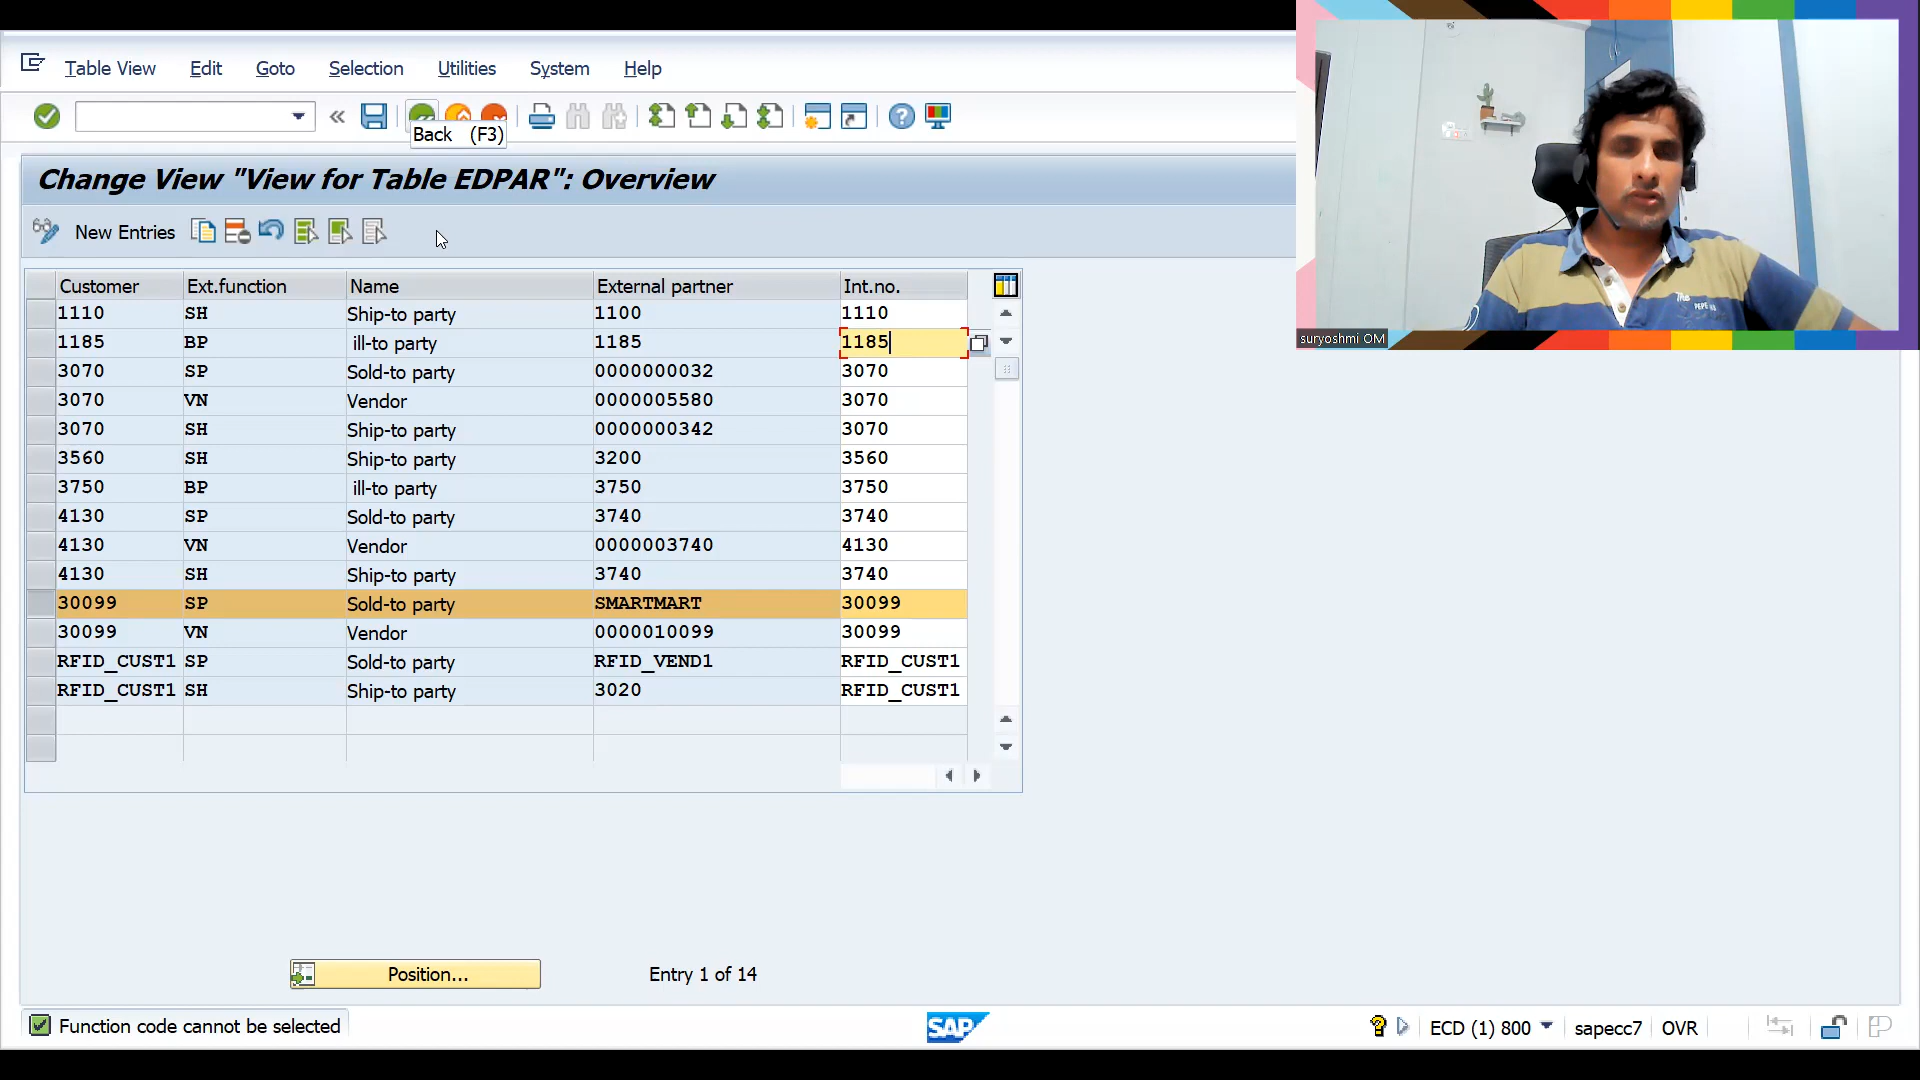 Table View Edit Goto Selection Utilities System Help
Back (F3)
Change View "View for Table EDPAR": Overview
New Entries
Customer Ext.function Name External partner Int.no.
1110 SH Ship-to party 1100 1110
1185 BP ill-to party 1185 1185
3070 SP Sold-to party 0000000032 3070
3070 VN Vendor 0000005580 3070
3070 SH Ship-to party 0000000342 3070
3560 SH Ship-to party 3200 3560
3750 BP ill-to party 3750 3750
4130 SP Sold-to party 3740 3740
4130 VN Vendor 0000003740 4130
4130 SH Ship-to party 3740 3740
30099 SP Sold-to party SMARTMART 30099
30099 VN Vendor 0000010099 30099
RFID_CUST1 SP Sold-to party RFID_VEND1 RFID_CUST1
RFID_CUST1 SH Ship-to party 3020 RFID_CUST1
Position... Entry 1 of 14
Function code cannot be selected
SAP
ECD (1) 800 sapecc7 OVR
The
PEPE
suryoshmi OM